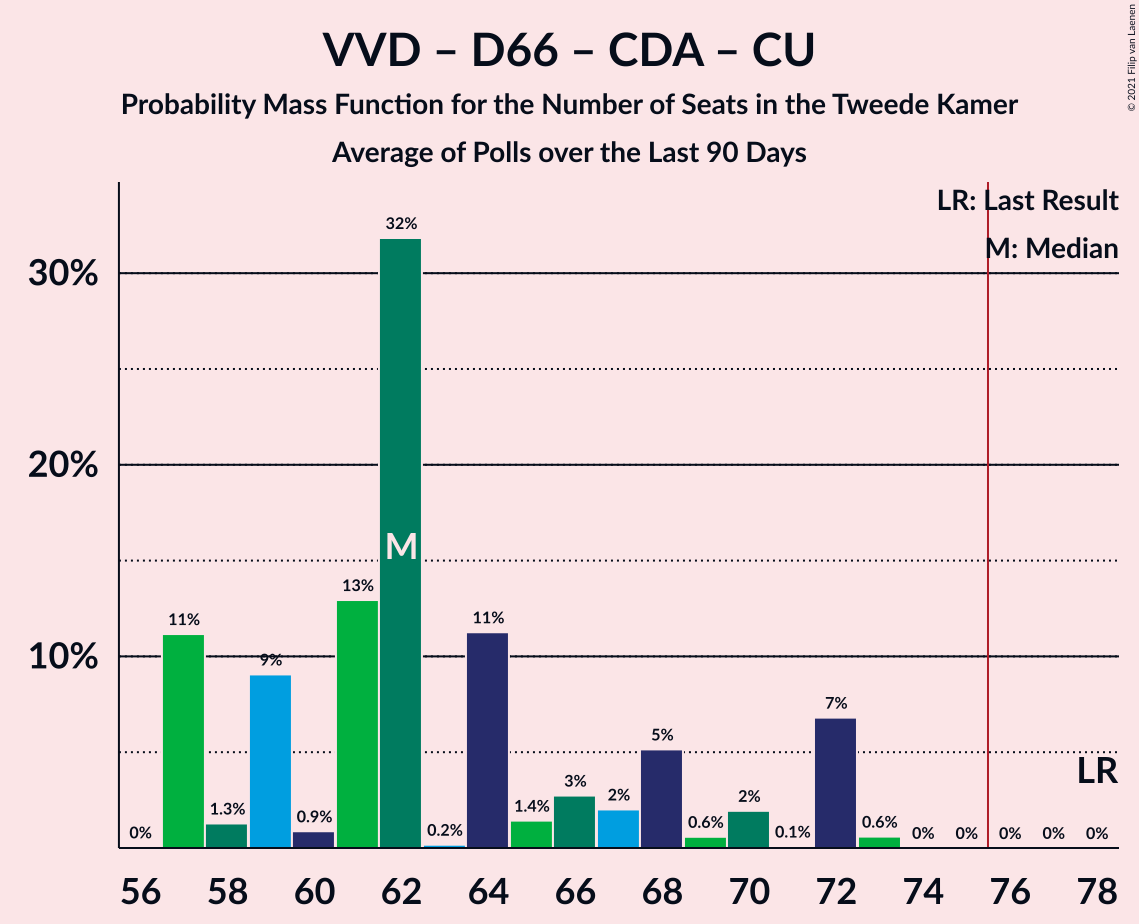 VVD – D66 – CDA – CU
Probability Mass Function for the Number of Seats in the Tweede Kamer
Average of Polls over the Last 90 Days
© 2021 Filip van Laenen
LR: Last Result
M: Median
30%
20%
10%
0%
11%
1.3%
9%
0.9%
13%
32%
M
0.2%
11%
1.4%
3%
2%
5%
0.6%
2%
0.1%
7%
0.6%
0%
0%
0%
0%
0%
LR
56 58 60 62 64 66 68 70 72 74 76 78